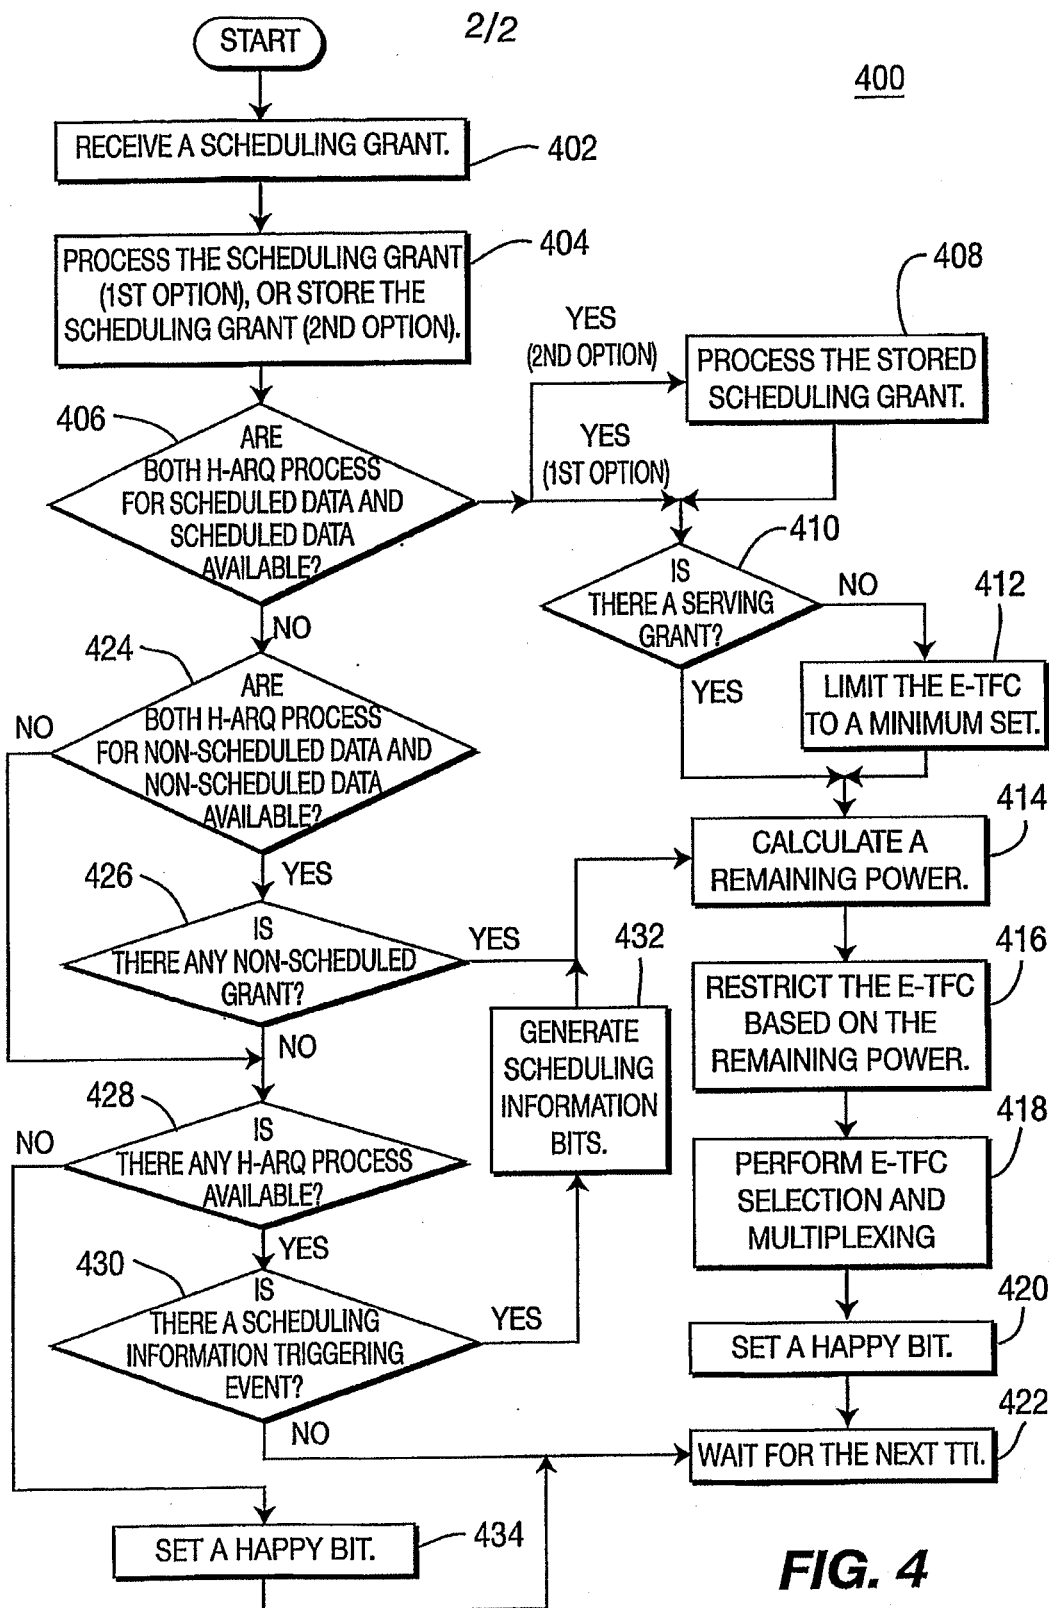 2/2
400
START
RECEIVE A SCHEDULING GRANT.
402
PROCESS THE SCHEDULING GRANT
(1ST OPTION), OR STORE THE
SCHEDULING GRANT (2ND OPTION).
404
406
ARE
BOTH H-ARQ PROCESS
FOR SCHEDULED DATA AND
SCHEDULED DATA
AVAILABLE?
YES
(2ND OPTION)
YES
(1ST OPTION)
408
PROCESS THE STORED
SCHEDULING GRANT.
410
IS
THERE A SERVING
GRANT?
NO
YES
412
LIMIT THE E-TFC
TO A MINIMUM SET.
NO
424
ARE
BOTH H-ARQ PROCESS
FOR NON-SCHEDULED DATA AND
NON-SCHEDULED DATA
AVAILABLE?
NO
YES
414
CALCULATE A
REMAINING POWER.
426
IS
THERE ANY NON-SCHEDULED
GRANT?
YES
NO
432
GENERATE
SCHEDULING
INFORMATION
BITS.
416
RESTRICT THE E-TFC
BASED ON THE
REMAINING POWER.
428
IS
THERE ANY H-ARQ PROCESS
AVAILABLE?
NO
YES
418
PERFORM E-TFC
SELECTION AND
MULTIPLEXING
430
IS
THERE A SCHEDULING
INFORMATION TRIGGERING
EVENT?
YES
NO
420
SET A HAPPY BIT.
422
WAIT FOR THE NEXT TTI.
SET A HAPPY BIT.
434
FIG. 4